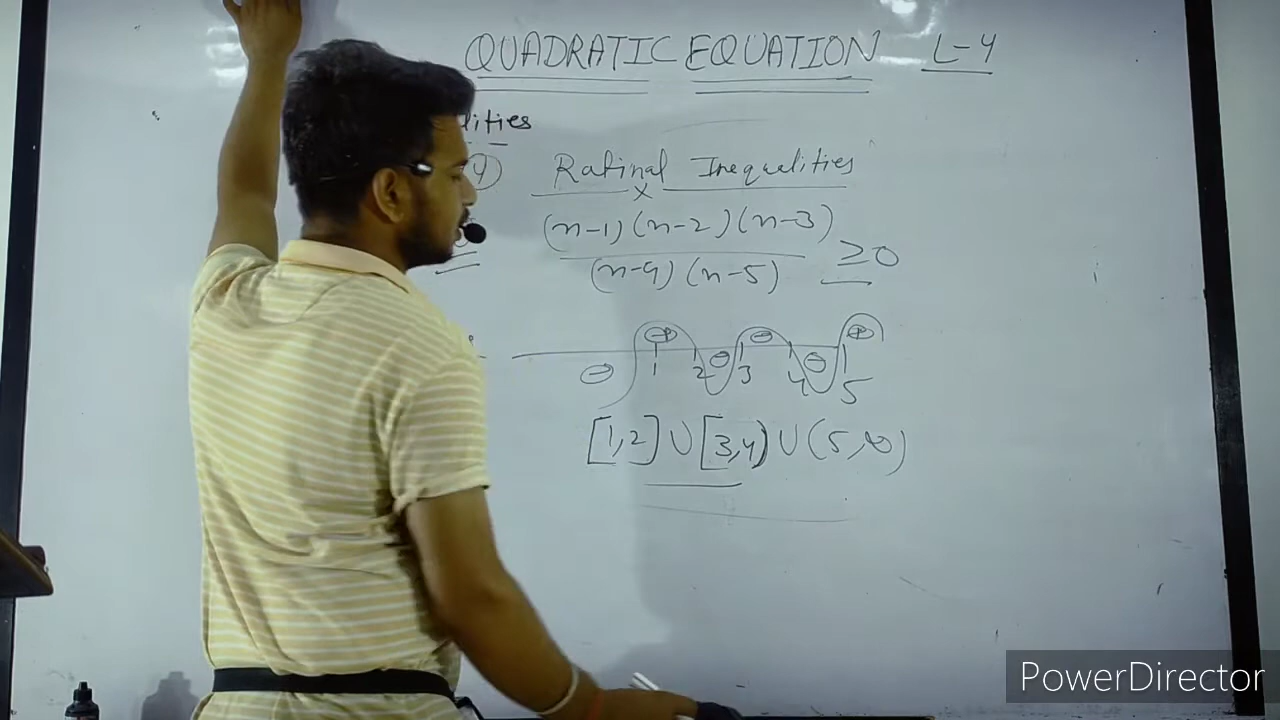 QUADRATIC EQUATION L-4
lities
4 Rational Inequalities
(x-1)(x-2)(x-3)
(x-4)(x-5) ≥0
1 2 3 4 5
[1,2] ∪ [3,4) ∪ (5,∞)
PowerDirector